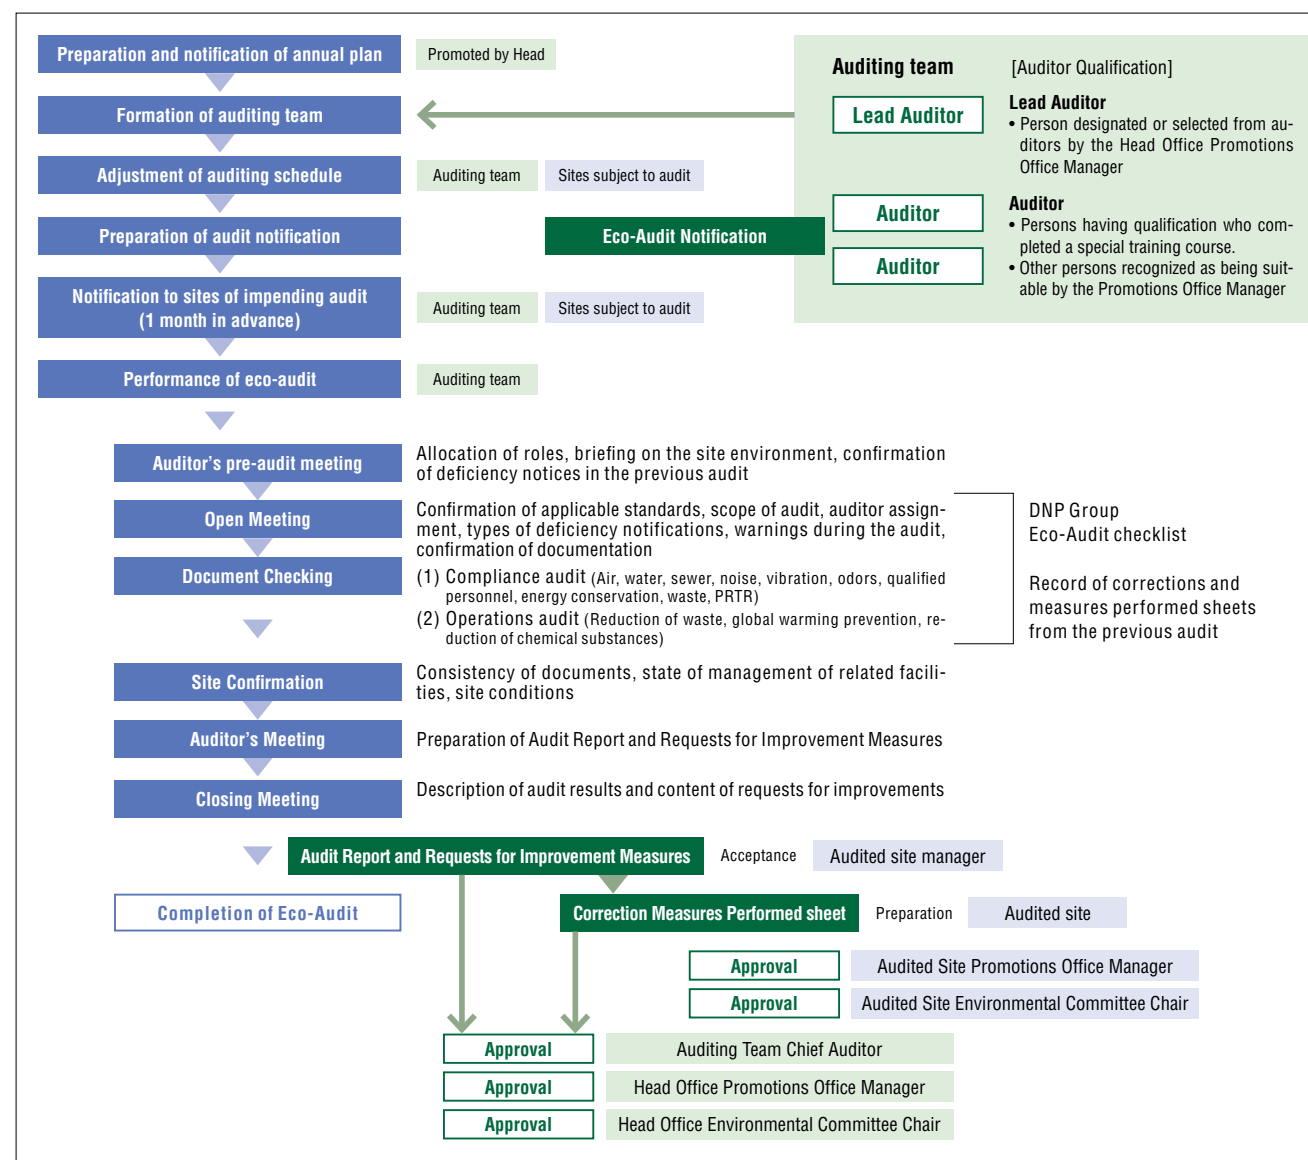 Preparation and notification of annual plan
Promoted by Head
Formation of auditing team
Adjustment of auditing schedule
Auditing team
Sites subject to audit
Preparation of audit notification
Eco-Audit Notification
Notification to sites of impending audit
(1 month in advance)
Auditing team
Sites subject to audit
Performance of eco-audit
Auditing team
Auditing team
[Auditor Qualification]
Lead Auditor
Lead Auditor
• Person designated or selected from au-
ditors by the Head Office Promotions
Office Manager
Auditor
Auditor
Auditor
• Persons having qualification who com-
pleted a special training course.
• Other persons recognized as being suit-
able by the Promotions Office Manager
Auditor's pre-audit meeting
Allocation of roles, briefing on the site environment, confirmation
of deficiency notices in the previous audit
Open Meeting
Confirmation of applicable standards, scope of audit, auditor assign-
ment, types of deficiency notifications, warnings during the audit,
confirmation of documentation
Document Checking
(1) Compliance audit (Air, water, sewer, noise, vibration, odors, qualified
personnel, energy conservation, waste, PRTR)
(2) Operations audit (Reduction of waste, global warming prevention, re-
duction of chemical substances)
DNP Group
Eco-Audit checklist
Record of corrections and
measures performed sheets
from the previous audit
Site Confirmation
Consistency of documents, state of management of related facili-
ties, site conditions
Auditor's Meeting
Preparation of Audit Report and Requests for Improvement Measures
Closing Meeting
Description of audit results and content of requests for improvements
Audit Report and Requests for Improvement Measures
Acceptance
Audited site manager
Completion of Eco-Audit
Correction Measures Performed sheet
Preparation
Audited site
Approval
Audited Site Promotions Office Manager
Approval
Audited Site Environmental Committee Chair
Approval
Auditing Team Chief Auditor
Approval
Head Office Promotions Office Manager
Approval
Head Office Environmental Committee Chair